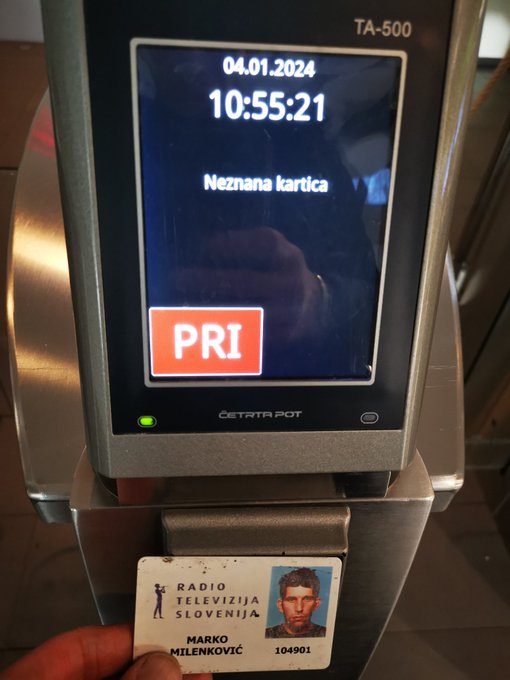 TA-500
04.01.2024
10:55:21
Neznana kartica
PRI
ČETRTA POT
RADIO
TELEVIZIJA
SLOVENIJA
MARKO
MILENKOVIĆ
104901